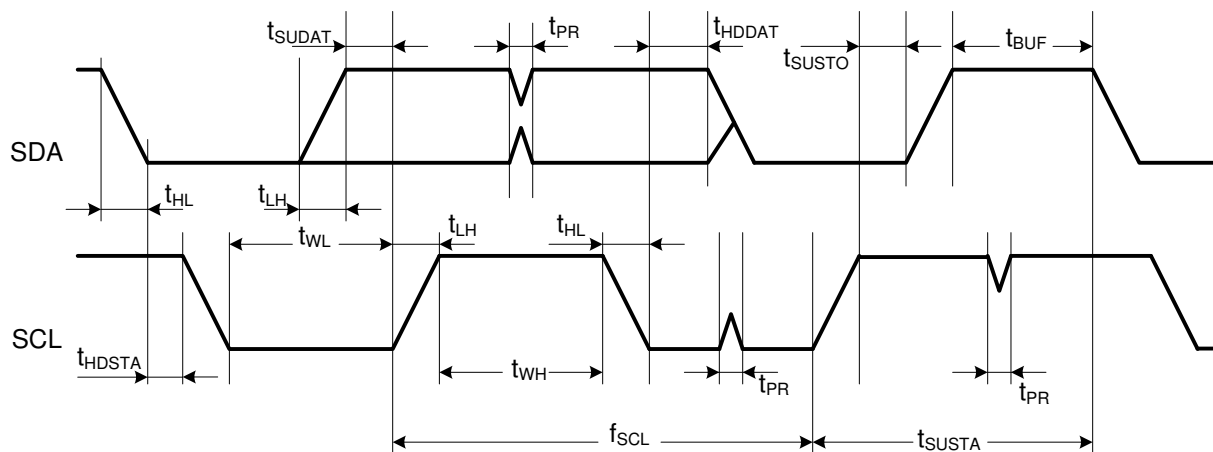 tSUDAT
tPR
tHDDAT
tSUSTO
tBUF
SDA
tHL
tLH
tWL
tLH
tHL
SCL
tHDSTA
tWH
tPR
tPR
fSCL
tSUSTA